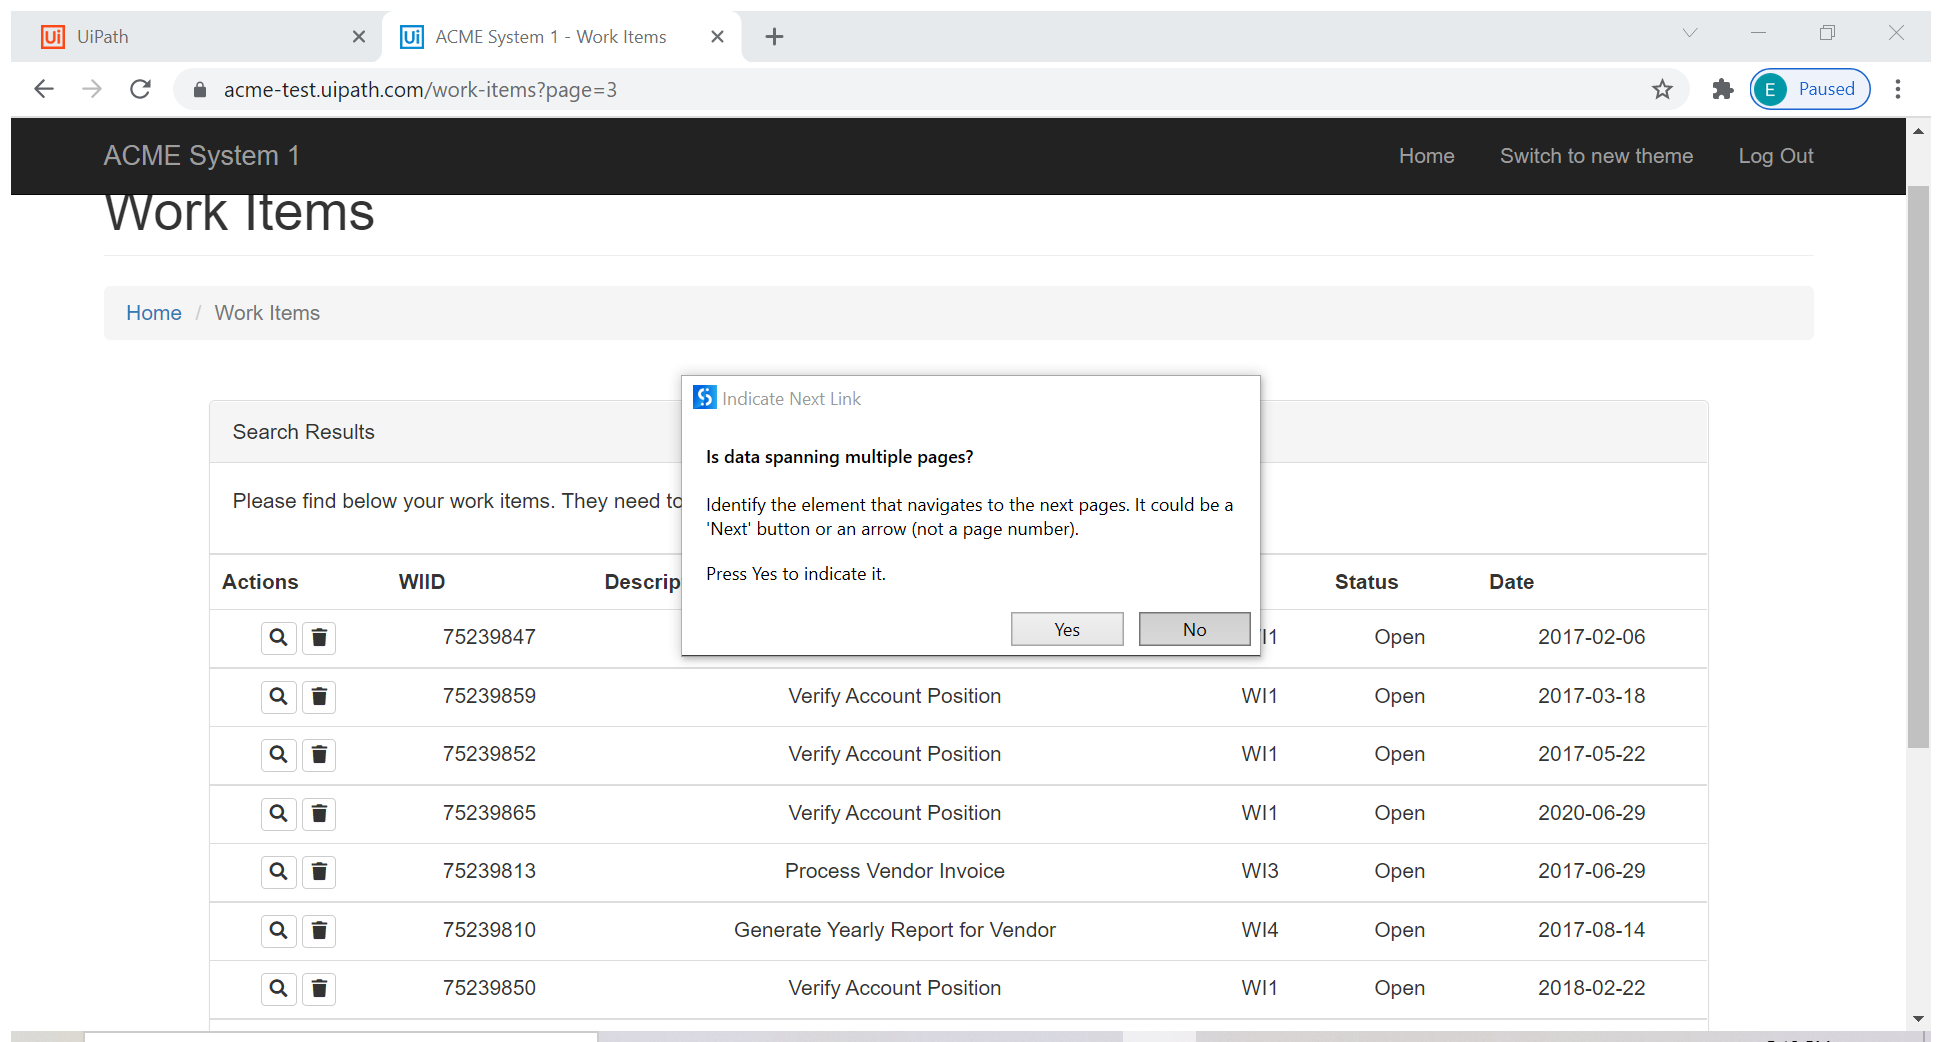 Ui UiPath
Ui ACME System 1 - Work Items
acme-test.uipath.com/work-items?page=3
E Paused
ACME System 1 Home Switch to new theme Log Out
Work Items
Home / Work Items
Search Results
Please find below your work items. They need
Indicate Next Link
Is data spanning multiple pages?
Identify the element that navigates to the next pages. It could be a
'Next' button or an arrow (not a page number).
Press Yes to indicate it.
Yes No
Actions WIID Descrip Status Date
75239847 I1 Open 2017-02-06
75239859 Verify Account Position WI1 Open 2017-03-18
75239852 Verify Account Position WI1 Open 2017-05-22
75239865 Verify Account Position WI1 Open 2020-06-29
75239813 Process Vendor Invoice WI3 Open 2017-06-29
75239810 Generate Yearly Report for Vendor WI4 Open 2017-08-14
75239850 Verify Account Position WI1 Open 2018-02-22